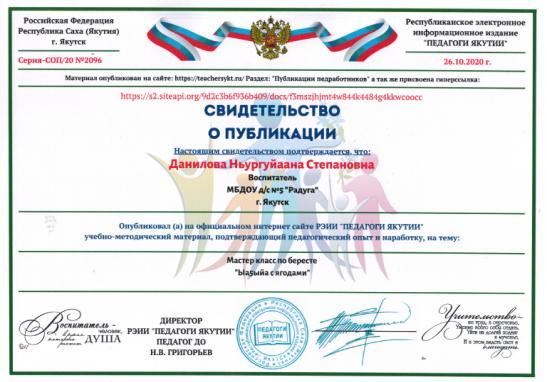 Российская Федерация
Республика Саха (Якутия)
г. Якутск
Серия-СОП/20 №2096
Республиканское электронное
информационное издание
"ПЕДАГОГИ ЯКУТИИ"
26.10.2020 г.
Материал опубликован на сайте: https://teachersykt.ru/ Раздел: "Публикации педработников" а так же присвоена гиперссылка:
https://s2.siteapi.org/9d2c3b6f936b409/docs/f3mszjhjmt4w844k4484g4kkwcoocc
СВИДЕТЕЛЬСТВО
О ПУБЛИКАЦИИ
Настоящим свидетельством подтверждается, что:
Данилова Ньургуйаана Степановна
Воспитатель
МБДОУ д/с №5 "Радуга"
г. Якутск
Опубликовал (а) на официальном интернет сайте РЭИИ "ПЕДАГОГИ ЯКУТИИ"
учебно-методический материал, подтверждающий педагогический опыт и наработку, на тему:
Мастер класс по бересте
"Ыаҕыйа с ягодами"
Воспитатель -
человек,
ДУША
ДИРЕКТОР
РЭИИ "ПЕДАГОГИ ЯКУТИИ"
ПЕДАГОГ ДО
Н.В. ГРИГОРЬЕВ
ПЕДАГОГИ
ЯКУТИИ
Учительство-